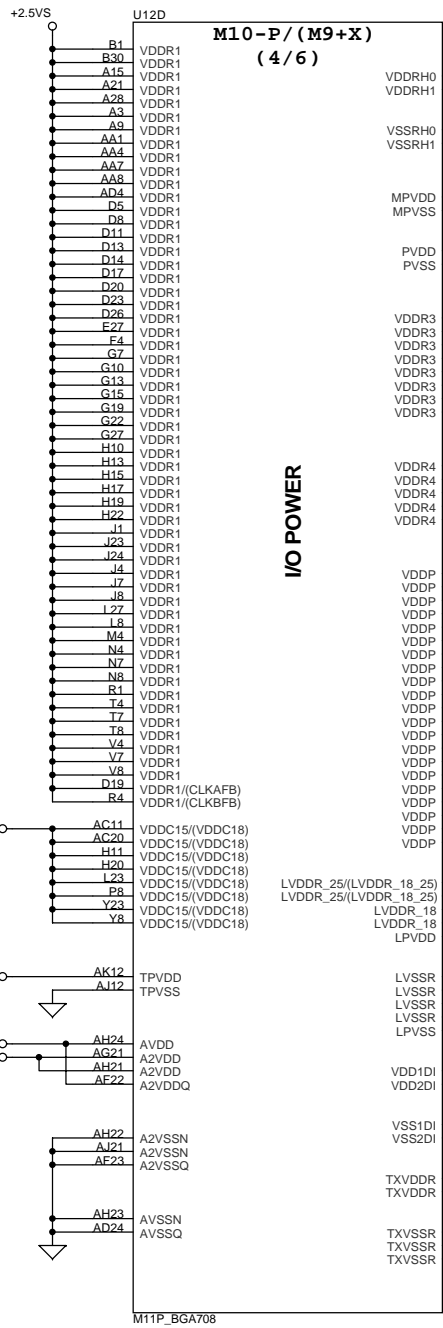 +2.5VS
U12D
M10-P/(M9+X)
(4/6)
B1 VDDR1
B30 VDDR1
A15 VDDR1 VDDRH0
A21 VDDR1 VDDRH1
A28 VDDR1
A3 VDDR1
A9 VDDR1 VSSRH0
AA1 VDDR1 VSSRH1
AA4 VDDR1
AA7 VDDR1
AA8 VDDR1
AD4 VDDR1 MPVDD
D5 VDDR1 MPVSS
D8 VDDR1
D11 VDDR1
D13 VDDR1 PVDD
D14 VDDR1 PVSS
D17 VDDR1
D20 VDDR1
D23 VDDR1
D26 VDDR1 VDDR3
E27 VDDR1 VDDR3
F4 VDDR1 VDDR3
G7 VDDR1 VDDR3
G10 VDDR1 VDDR3
G13 VDDR1 VDDR3
G15 VDDR1 VDDR3
G19 VDDR1 VDDR3
G22 VDDR1
G27 VDDR1
H10 VDDR1
H13 VDDR1 VDDR4
H15 VDDR1 VDDR4
H17 VDDR1 VDDR4
H19 VDDR1 VDDR4
H22 VDDR1 VDDR4
J1 VDDR1
J23 VDDR1
J24 VDDR1
J4 VDDR1 VDDP
J7 VDDR1 VDDP
J8 VDDR1 VDDP
L27 VDDR1 VDDP
L8 VDDR1 VDDP
M4 VDDR1 VDDP
N4 VDDR1 VDDP
N7 VDDR1 VDDP
N8 VDDR1 VDDP
R1 VDDR1 VDDP
T4 VDDR1 VDDP
T7 VDDR1 VDDP
T8 VDDR1 VDDP
V4 VDDR1 VDDP
V7 VDDR1 VDDP
V8 VDDR1 VDDP
D19 VDDR1/(CLKAFB) VDDP
R4 VDDR1/(CLKBFB) VDDP
VDDP
AC11 VDDC15/(VDDC18) VDDP
AC20 VDDC15/(VDDC18) VDDP
H11 VDDC15/(VDDC18)
H20 VDDC15/(VDDC18)
L23 VDDC15/(VDDC18) LVDDR_25/(LVDDR_18_25)
P8 VDDC15/(VDDC18) LVDDR_25/(LVDDR_18_25)
Y23 VDDC15/(VDDC18) LVDDR_18
Y8 VDDC15/(VDDC18) LVDDR_18
LPVDD
AK12 TPVDD LVSSR
AJ12 TPVSS LVSSR
LVSSR
LVSSR
LPVSS
AH24 AVDD
AG21 A2VDD
AH21 A2VDD VDD1DI
AF22 A2VDDQ VDD2DI
VSS1DI
AH22 A2VSSN VSS2DI
AJ21 A2VSSN
AF23 A2VSSQ
TXVDDR
TXVDDR
AH23 AVSSN
AD24 AVSSQ TXVSSR
TXVSSR
TXVSSR
I/O POWER
M11P_BGA708